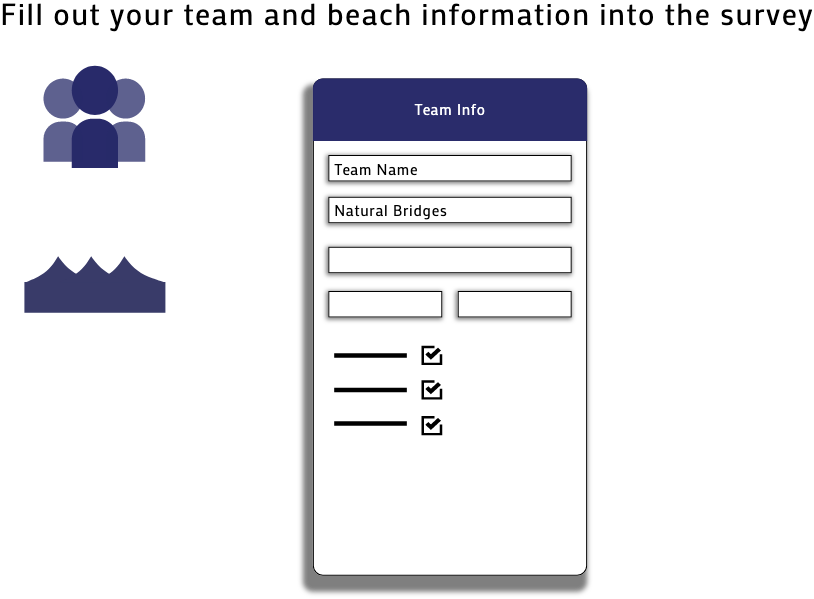 Fill out your team and beach information into the survey
Team Info
Team Name
Natural Bridges